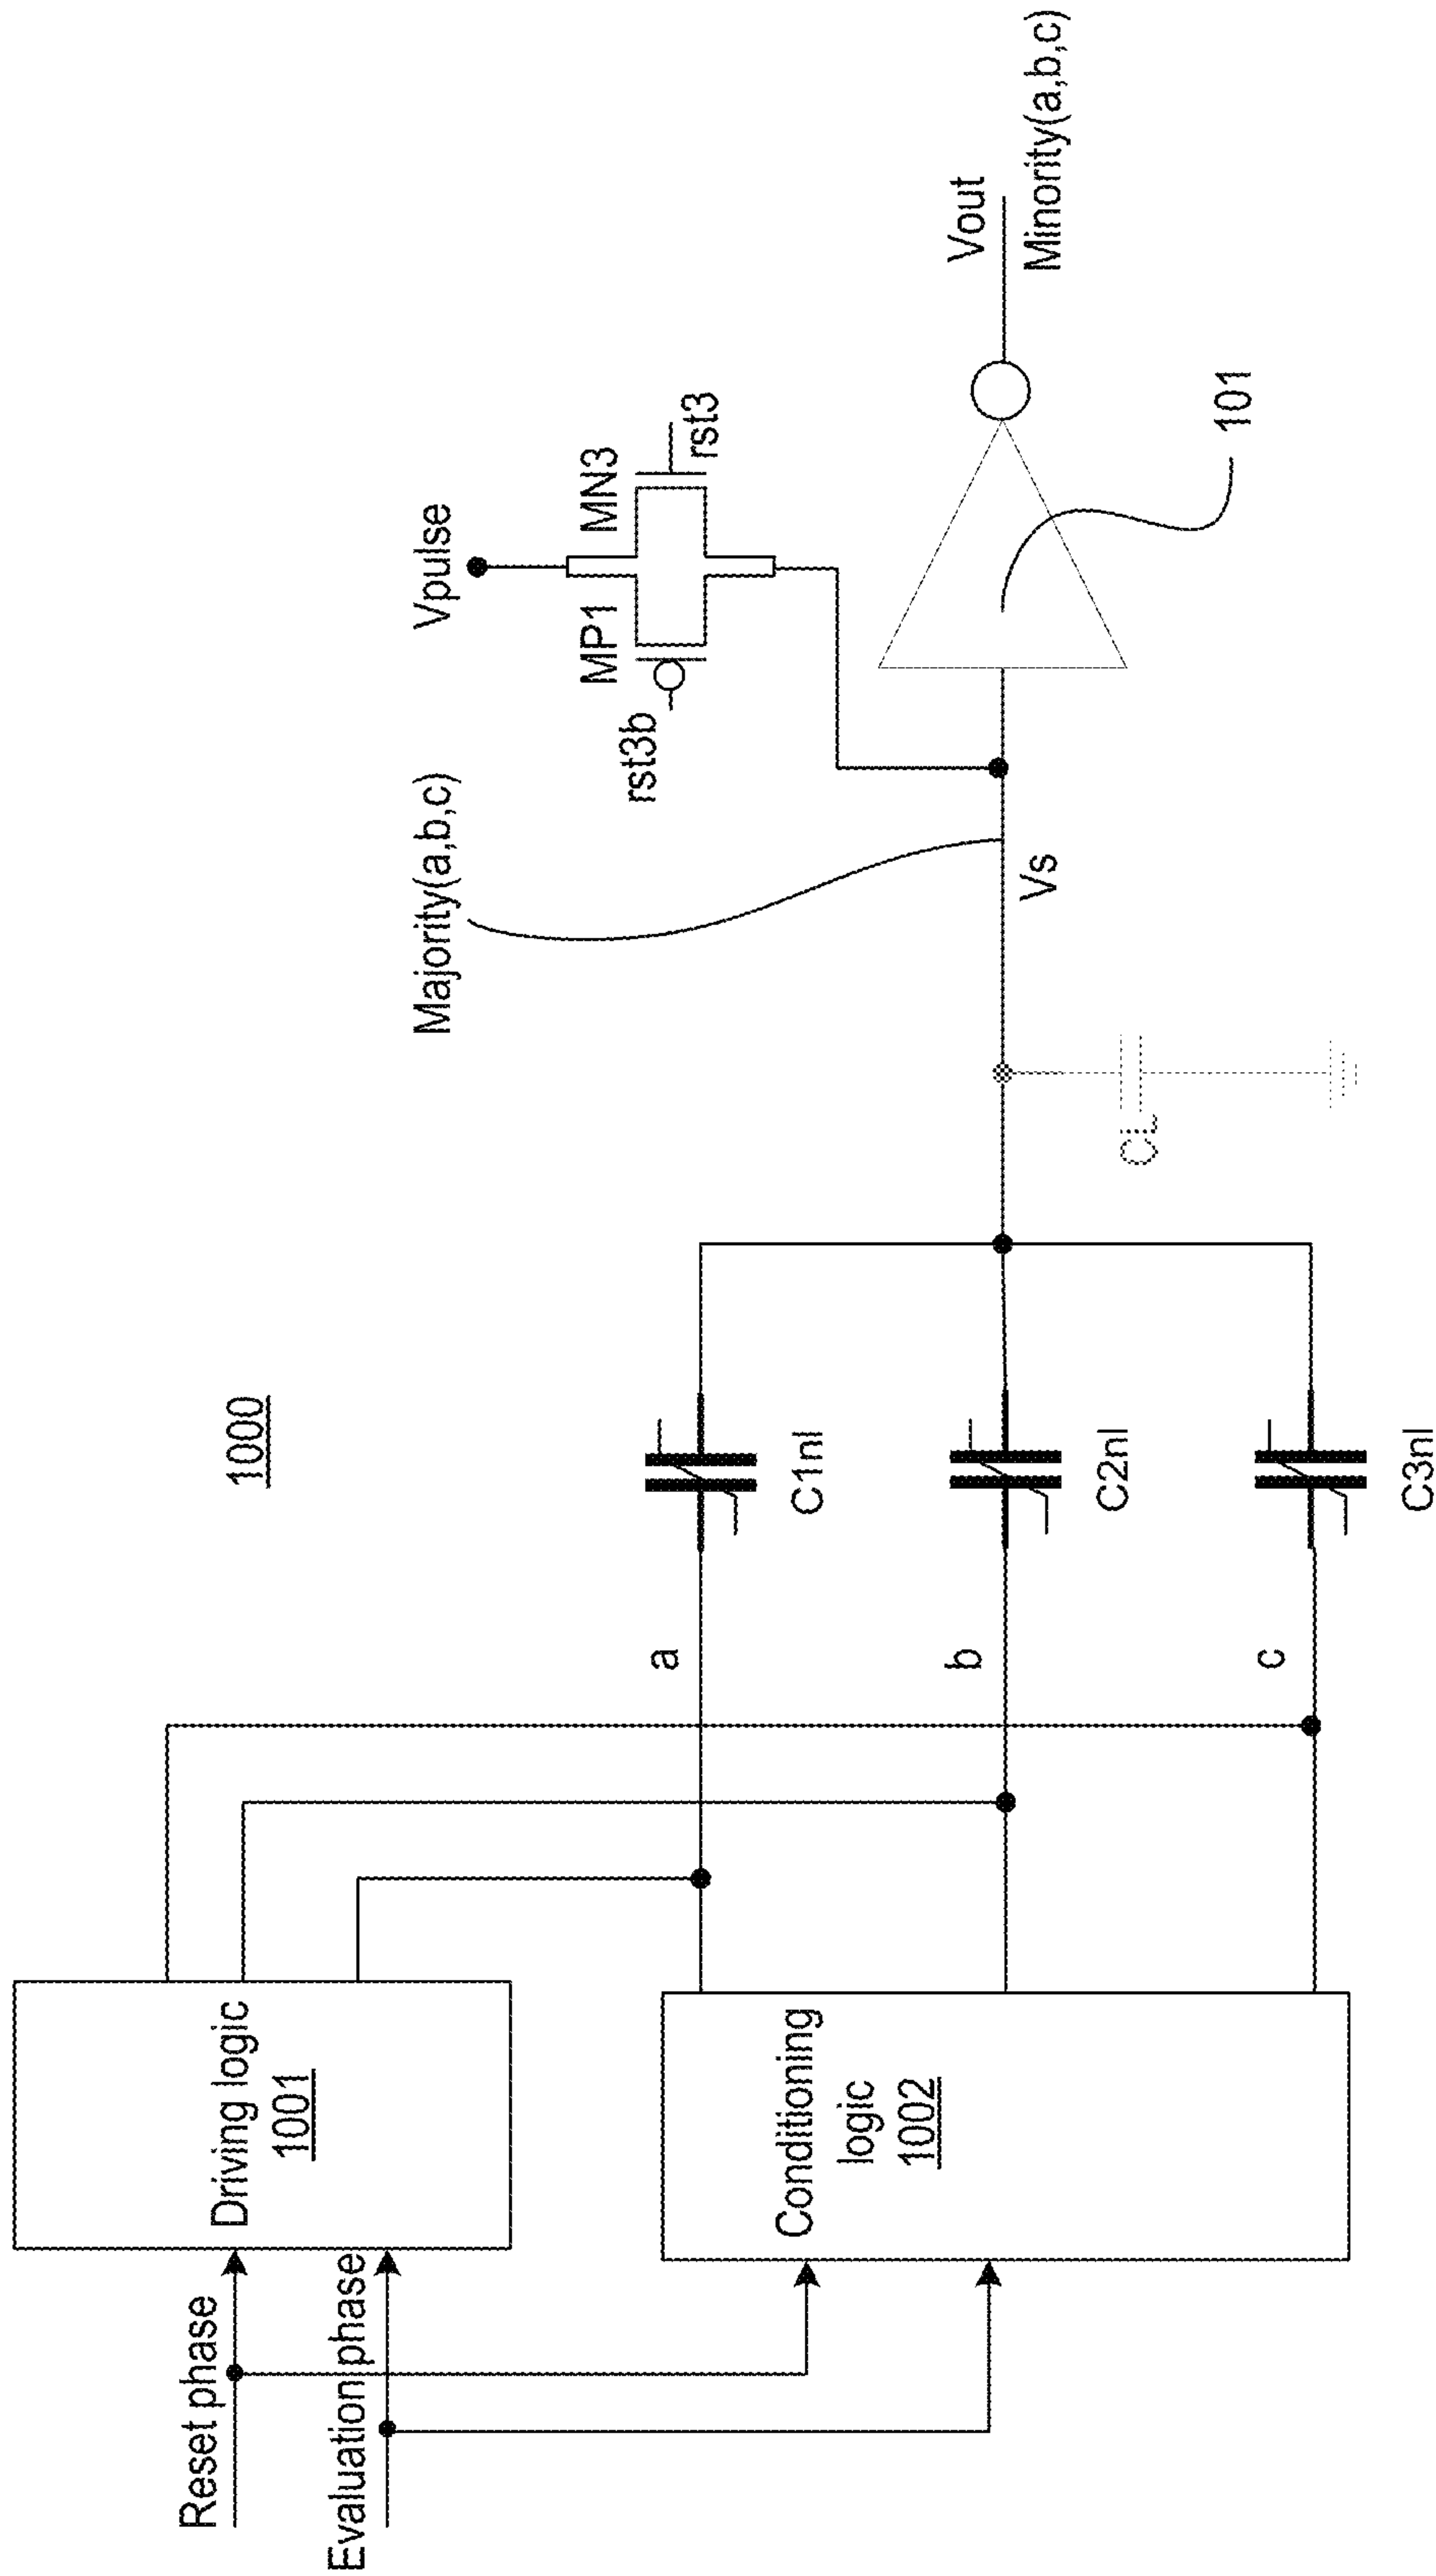 1000
Reset phase
Evaluation phase
Driving logic
1001
Conditioning
logic
1002
a
b
c
C1nl
C2nl
C3nl
CL
Majority(a,b,c)
Vs
Vpulse
MP1
MN3
rst3b
rst3
101
Vout
Minority(a,b,c)